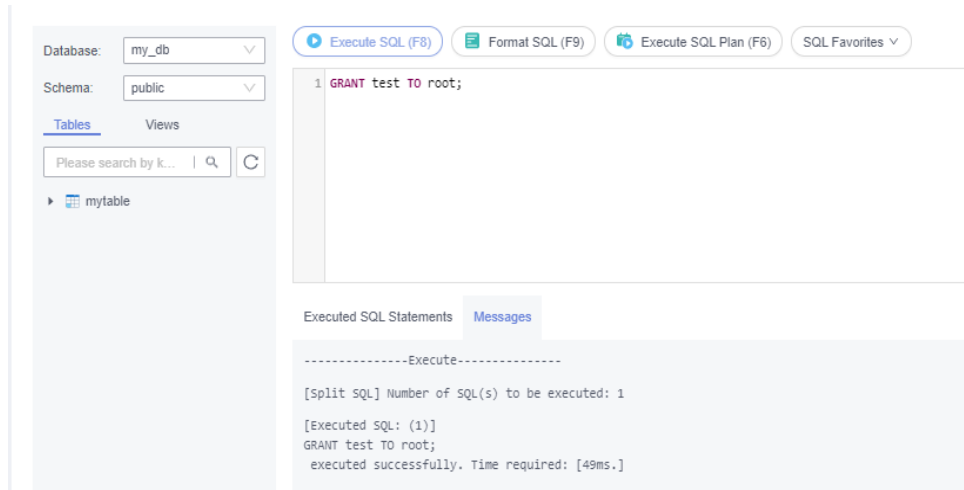 Database: my_db
Schema: public
Tables Views
Please search by k...
mytable
Execute SQL (F8) Format SQL (F9) Execute SQL Plan (F6) SQL Favorites
1 GRANT test TO root;
Executed SQL Statements Messages
---------------Execute---------------
[Split SQL] Number of SQL(s) to be executed: 1
[Executed SQL: (1)]
GRANT test TO root;
executed successfully. Time required: [49ms.]